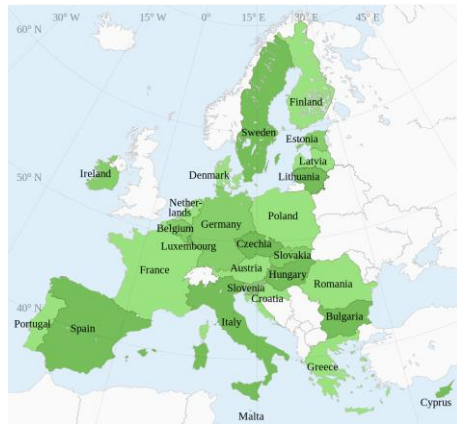 30° W
15° W
0°
15° E
30° E
45° E
60° N
Finland
Sweden
Estonia
Latvia
Lithuania
Ireland
Denmark
50° N
Nether-
lands
Poland
Germany
Belgium
Luxembourg
Czechia
Slovakia
France
Austria
Hungary
Romania
Slovenia
Croatia
40° N
Portugal
Spain
Italy
Bulgaria
Greece
Cyprus
Malta